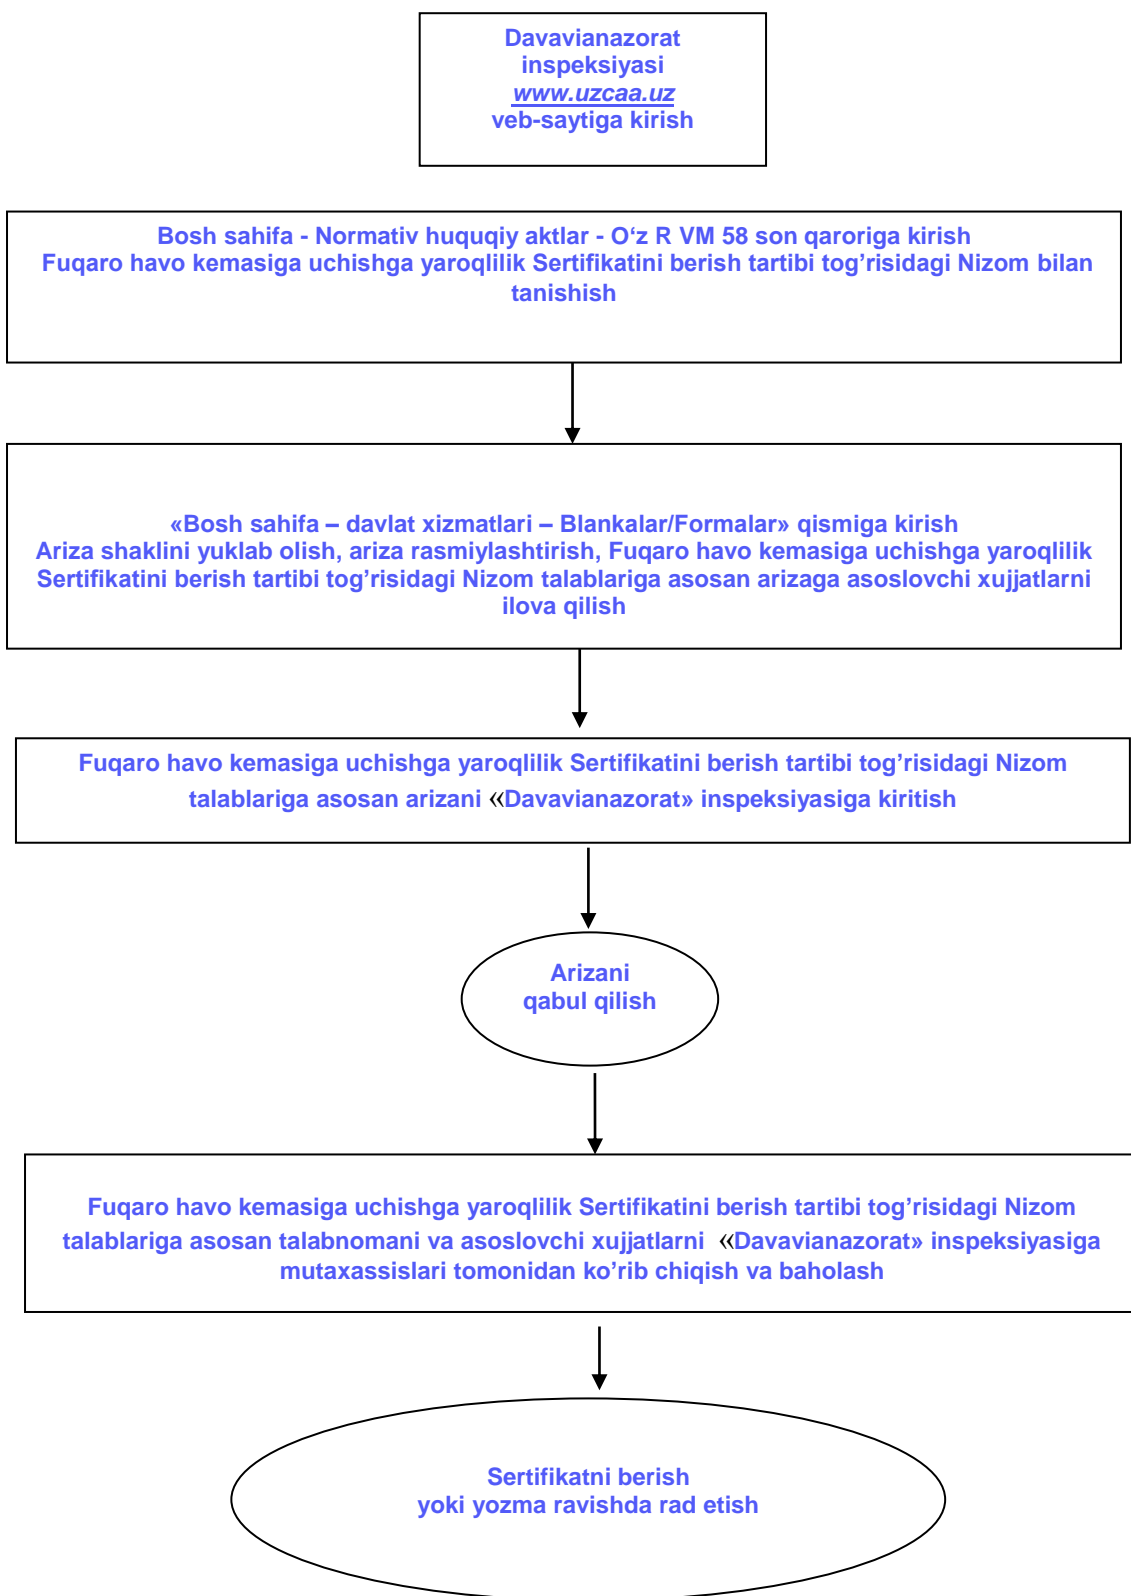 Davavianazorat
inspeksiyasi
www.uzcaa.uz
veb-saytiga kirish
Bosh sahifa - Normativ huquqiy aktlar - O‘z R VM 58 son qaroriga kirish
Fuqaro havo kemasiga uchishga yaroqlilik Sertifikatini berish tartibi tog’risidagi Nizom bilan
tanishish
«Bosh sahifa – davlat xizmatlari – Blankalar/Formalar» qismiga kirish
Ariza shaklini yuklab olish, ariza rasmiylashtirish, Fuqaro havo kemasiga uchishga yaroqlilik
Sertifikatini berish tartibi tog’risidagi Nizom talablariga asosan arizaga asoslovchi xujjatlarni
ilova qilish
Fuqaro havo kemasiga uchishga yaroqlilik Sertifikatini berish tartibi tog’risidagi Nizom
talablariga asosan arizani «Davavianazorat» inspeksiyasiga kiritish
Arizani
qabul qilish
Fuqaro havo kemasiga uchishga yaroqlilik Sertifikatini berish tartibi tog’risidagi Nizom
talablariga asosan talabnomani va asoslovchi xujjatlarni «Davavianazorat» inspeksiyasiga
mutaxassislari tomonidan ko’rib chiqish va baholash
Sertifikatni berish
yoki yozma ravishda rad etish